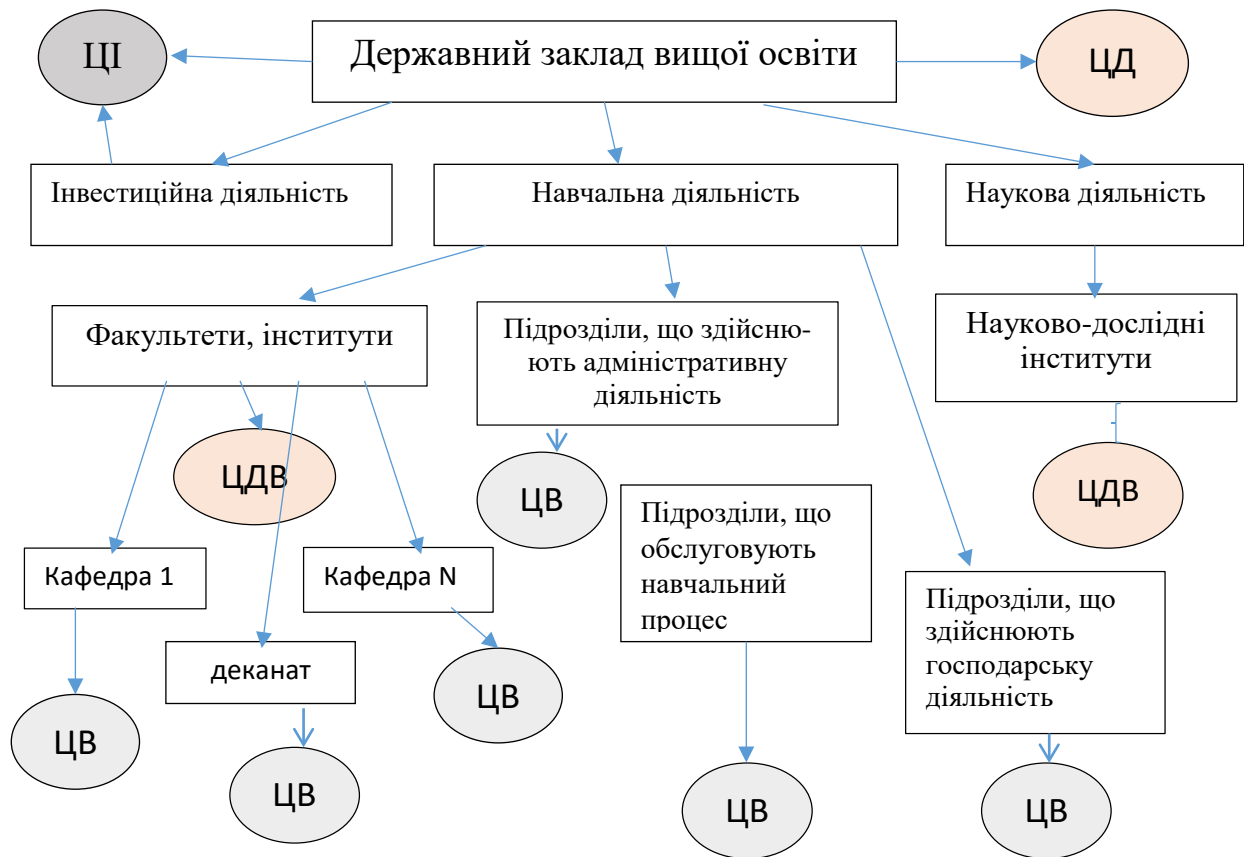 ЦІ
Державний заклад вищої освіти
ЦД
Інвестиційна діяльність
Навчальна діяльність
Наукова діяльність
Факультети, інститути
Підрозділи, що здійсню-
ють адміністративну
діяльність
Науково-дослідні
інститути
ЦДВ
ЦВ
Підрозділи, що
обслуговують
навчальний
процес
ЦДВ
Кафедра 1
Кафедра N
Підрозділи, що
здійснюють
господарську
діяльність
деканат
ЦВ
ЦВ
ЦВ
ЦВ
ЦВ